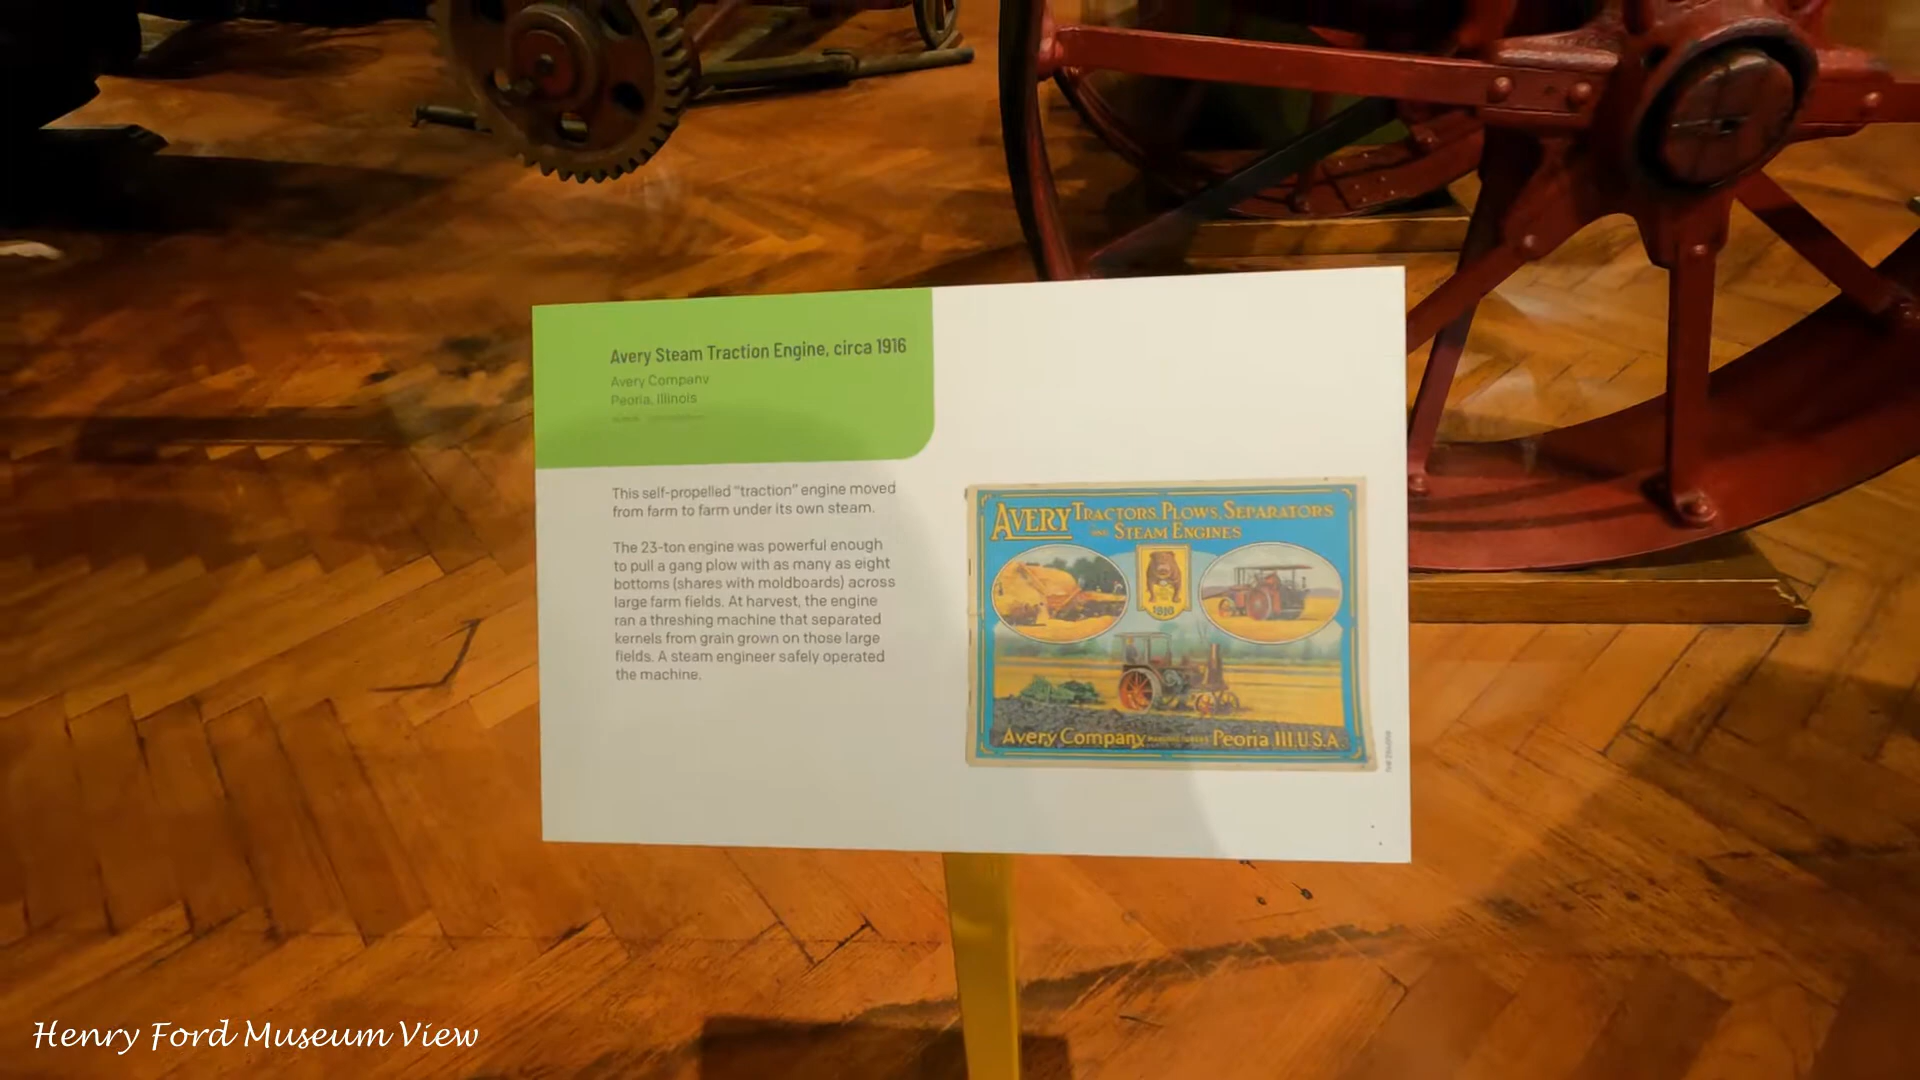 Avery Steam Traction Engine, circa 1916
Avery Company
Peoria, Illinois
This self-propelled "traction" engine moved
from farm to farm under its own steam.
The 23-ton engine was powerful enough
to pull a gang plow with as many as eight
bottoms (shares with moldboards) across
large farm fields. At harvest, the engine
ran a threshing machine that separated
kernels from grain grown on those large
fields. A steam engineer safely operated
the machine.
AVERY TRACTORS, PLOWS, SEPARATORS
AND STEAM ENGINES
1916
Avery Company Peoria Ill.U.S.A.
Henry Ford Museum View